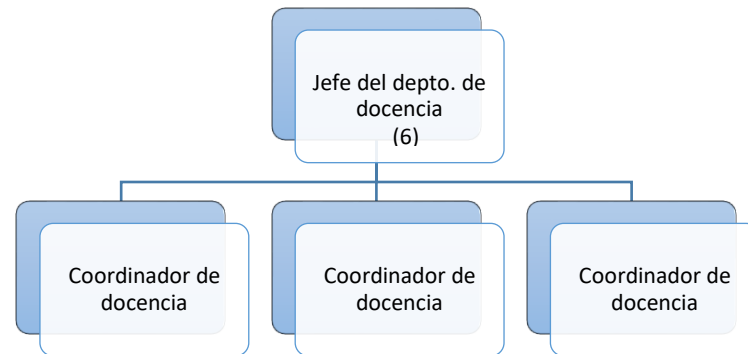 Jefe del depto. de
docencia
(6)
Coordinador de
docencia
Coordinador de
docencia
Coordinador de
docencia